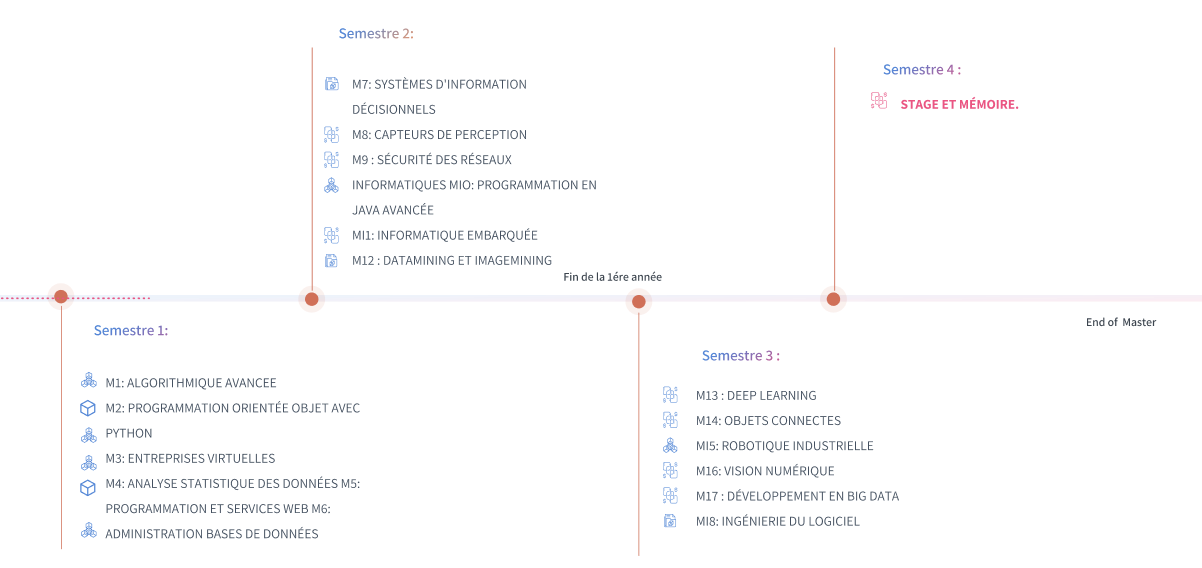 Semestre 2:
M7: SYSTÈMES D'INFORMATION
DÉCISIONNELS
M8: CAPTEURS DE PERCEPTION
M9 : SÉCURITÉ DES RÉSEAUX
INFORMATIQUES MIO: PROGRAMMATION EN
JAVA AVANCÉE
MI1: INFORMATIQUE EMBARQUÉE
M12 : DATAMINING ET IMAGEMINING
Semestre 4 :
STAGE ET MÉMOIRE.
Fin de la 1ére année
End of Master
Semestre 1:
M1: ALGORITHMIQUE AVANCEE
M2: PROGRAMMATION ORIENTÉE OBJET AVEC
PYTHON
M3: ENTREPRISES VIRTUELLES
M4: ANALYSE STATISTIQUE DES DONNÉES M5:
PROGRAMMATION ET SERVICES WEB M6:
ADMINISTRATION BASES DE DONNÉES
Semestre 3 :
M13 : DEEP LEARNING
M14: OBJETS CONNECTES
MI5: ROBOTIQUE INDUSTRIELLE
M16: VISION NUMÉRIQUE
M17 : DÉVELOPPEMENT EN BIG DATA
MI8: INGÉNIERIE DU LOGICIEL